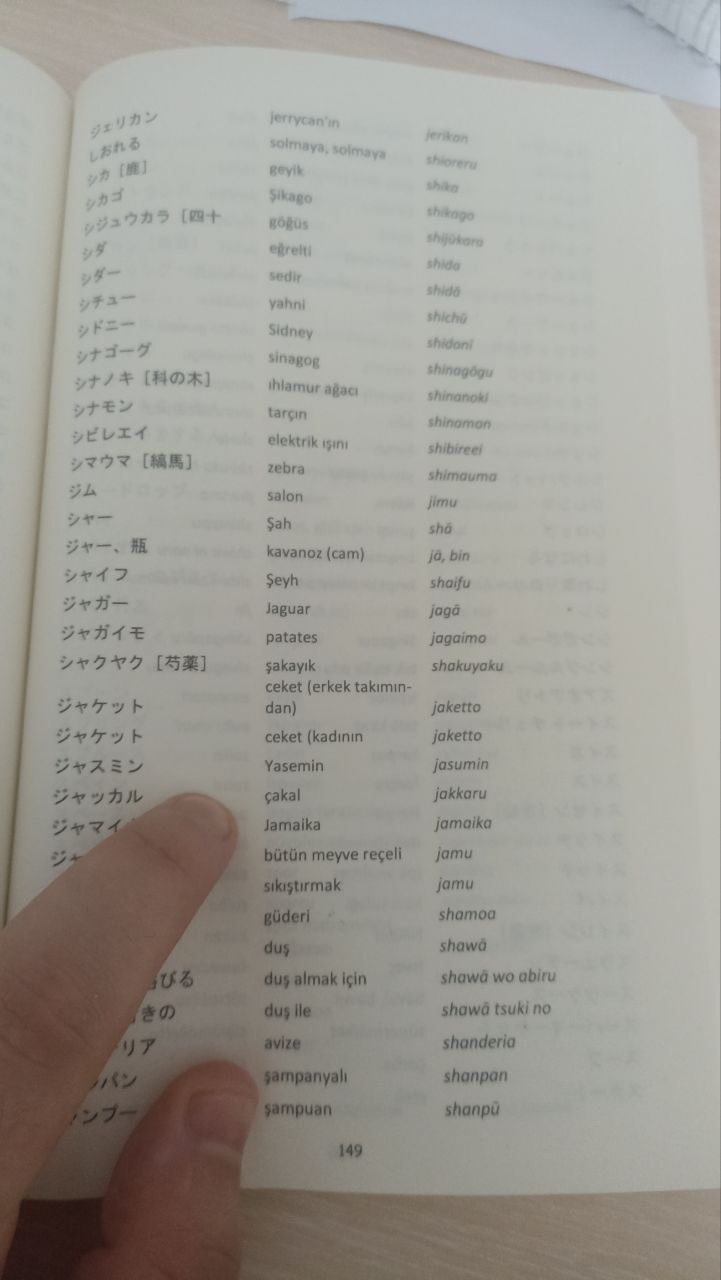 ジェリカン jerrycan'ın jerikan
しおれる solmaya, solmaya shioreru
シカ［鹿］ geyik shika
シカゴ Şikago shikago
シジュウカラ［四十 göğüs shijūkara
シダ eğrelti shida
シダー sedir shidā
シチュー yahni shichū
シドニー Sidney shidonī
シナゴーグ sinagog shinagōgu
シナノキ［科の木］ ıhlamur ağacı shinanoki
シナモン tarçın shinamon
シビレエイ elektrik ışını shibireei
シマウマ［縞馬］ zebra shimauma
ジム salon jimu
シャー Şah shā
ジャー、瓶 kavanoz (cam) jā, bin
シャイフ Şeyh shaifu
ジャガー Jaguar jagā
ジャガイモ patates jagaimo
シャクヤク［芍薬］ şakayık shakuyaku
ceket (erkek takımın-
ジャケット dan) jaketto
ジャケット ceket (kadının jaketto
ジャスミン Yasemin jasumin
ジャッカル çakal jakkaru
ジャマイ Jamaika jamaika
ジャ bütün meyve reçeli jamu
sıkıştırmak jamu
güderi shamoa
duş shawā
びる duş almak için shawā wo abiru
きの duş ile shawā tsuki no
リア avize shanderia
パン şampanyalı shanpan
ンプー şampuan shanpū
149